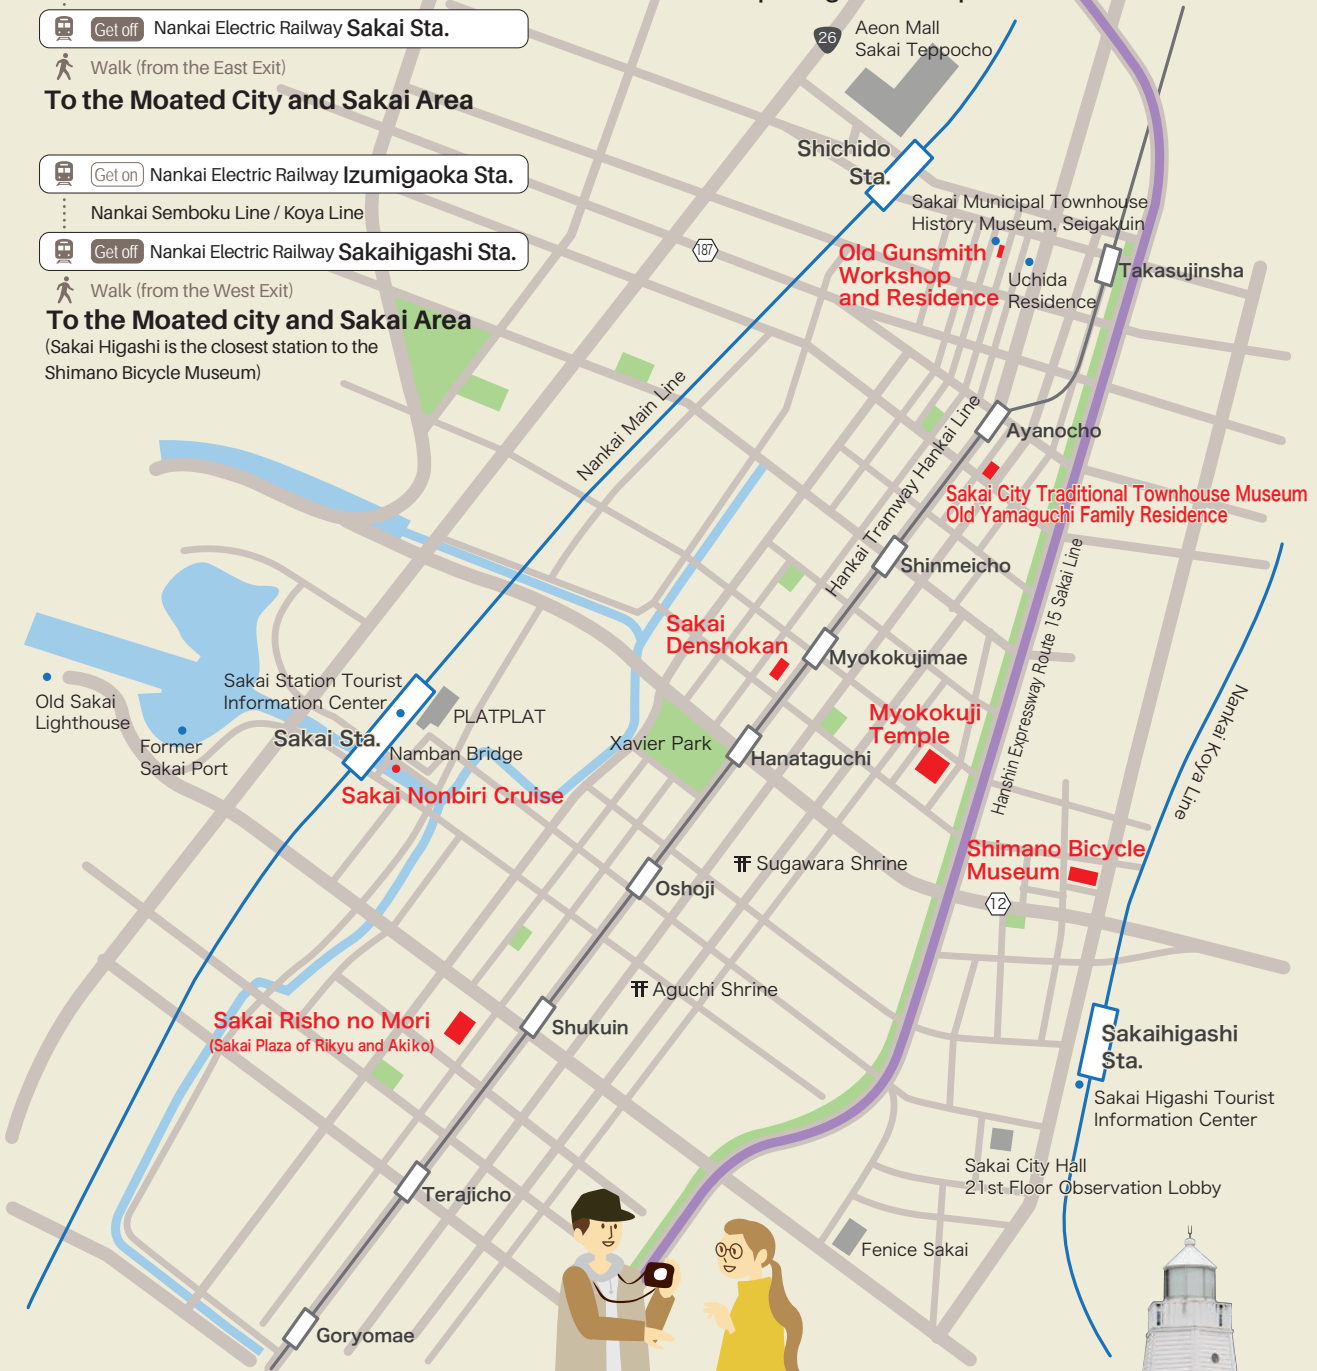 Get off Nankai Electric Railway Sakai Sta.
Walk (from the East Exit)
To the Moated City and Sakai Area
Get on Nankai Electric Railway Izumigaoka Sta.
Nankai Semboku Line / Koya Line
Get off Nankai Electric Railway Sakaihigashi Sta.
Walk (from the West Exit)
To the Moated city and Sakai Area
(Sakai Higashi is the closest station to the
Shimano Bicycle Museum)
26
Aeon Mall
Sakai Teppocho
Shichido
Sta.
Sakai Municipal Townhouse
History Museum, Seigakuin
187
Old Gunsmith
Workshop
and Residence
Uchida
Residence
Takasujinsha
Nankai Main Line
Hankai Tramway Hankai Line
Ayanocho
Sakai City Traditional Townhouse Museum
Old Yamaguchi Family Residence
Shinmeicho
Hanshin Expressway Route 15 Sakai Line
Sakai
Denshokan
Myokokujimae
Nankai Koya Line
Old Sakai
Lighthouse
Former
Sakai Port
Sakai Station Tourist
Information Center
PLATPLAT
Sakai Sta.
Namban Bridge
Sakai Nonbiri Cruise
Xavier Park
Hanataguchi
Myokokuji
Temple
Shimano Bicycle
Museum
12
Sugawara Shrine
Oshoji
Aguchi Shrine
Sakai Risho no Mori
(Sakai Plaza of Rikyu and Akiko)
Shukuin
Sakaihigashi
Sta.
Sakai Higashi Tourist
Information Center
Sakai City Hall
21st Floor Observation Lobby
Terajicho
Fenice Sakai
Goryomae